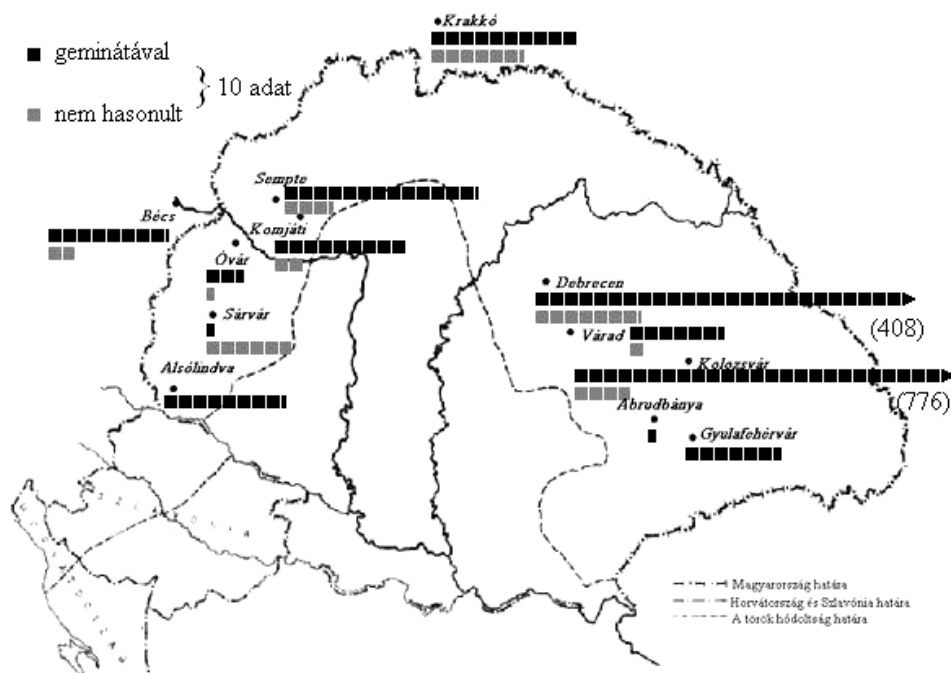 Krakkó
geminátával
} 10 adat
nem hasonult
Sempte
Bécs
Komjáti
Óvár
Debrecen
Sárvár
(408)
Várad
Kolozsvár
Alsólindva
(776)
Abrudbánya
Gyulafehérvár
Magyarország határa
Horvátország és Szlavónia határa
A török hódoltság határa